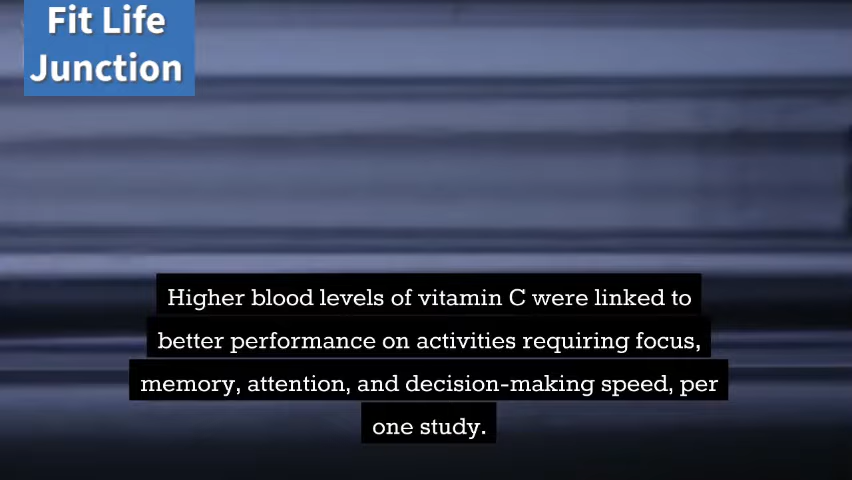 Fit Life
Junction
Higher blood levels of vitamin C were linked to
better performance on activities requiring focus,
memory, attention, and decision-making speed, per
one study.